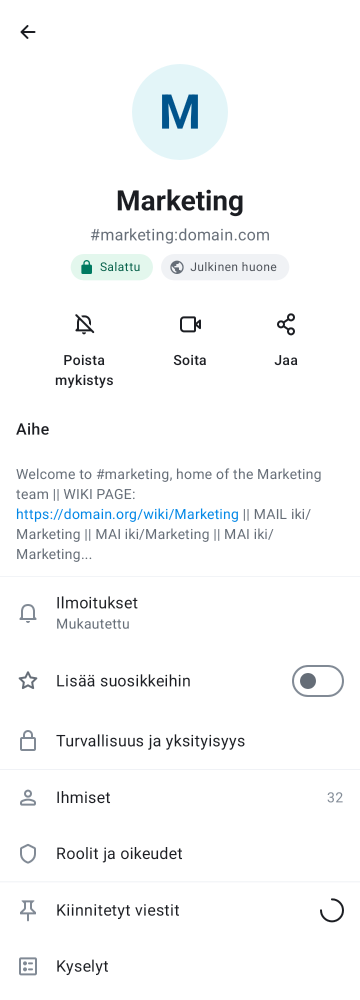 M
Marketing
#marketing:domain.com
Salattu
Julkinen huone
Poista
mykistys
Soita
Jaa
Aihe
Welcome to #marketing, home of the Marketing
team || WIKI PAGE:
https://domain.org/wiki/Marketing || MAIL iki/
Marketing || MAI iki/Marketing || MAI iki/
Marketing...
Ilmoitukset
Mukautettu
Lisää suosikkeihin
Turvallisuus ja yksityisyys
Ihmiset 32
Roolit ja oikeudet
Kiinnitetyt viestit
Kyselyt